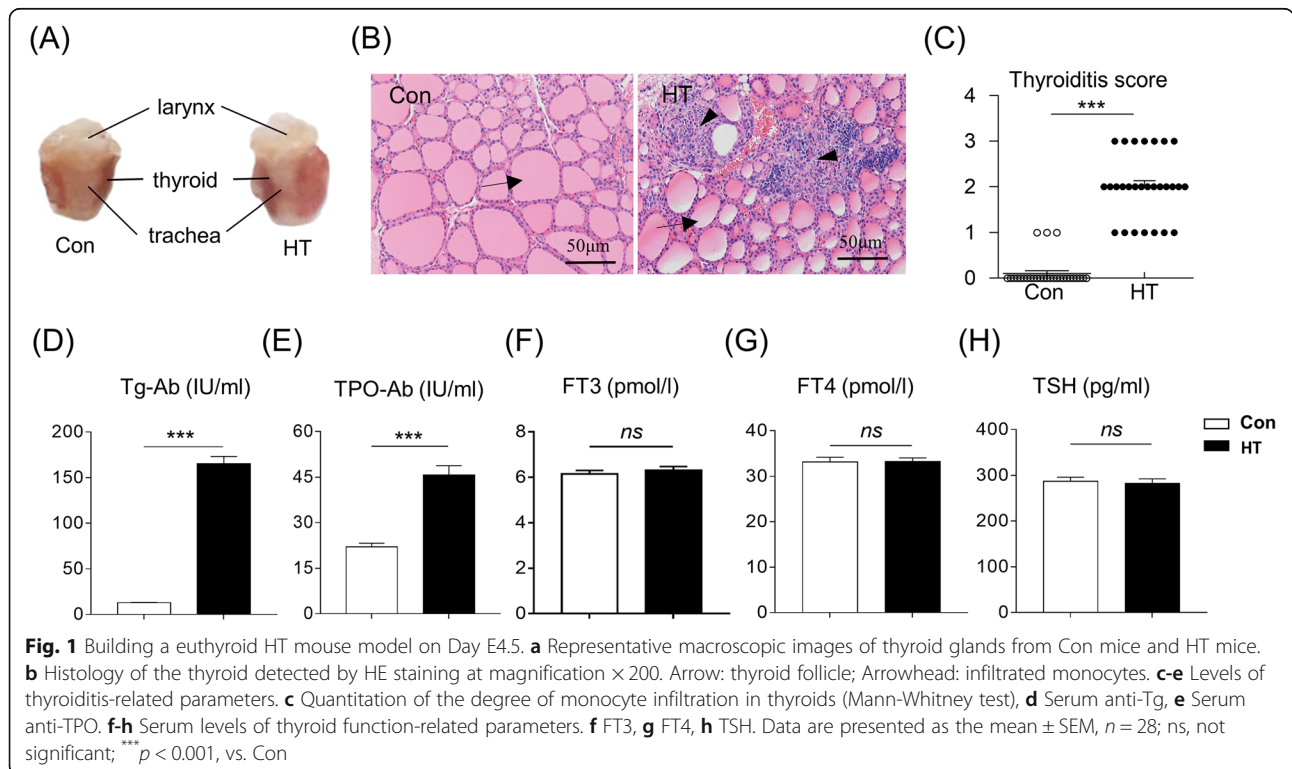 (A)
larynx
thyroid
trachea
Con
HT
(B)
Con
50μm
HT
50μm
(C)
Thyroiditis score
***
4
3
2
1
0
Con
HT
(D)
Tg-Ab (IU/ml)
***
200
150
100
50
0
(E)
TPO-Ab (IU/ml)
***
60
45
30
15
0
(F)
FT3 (pmol/l)
ns
8
6
4
2
0
(G)
FT4 (pmol/l)
ns
40
30
20
10
0
(H)
TSH (pg/ml)
ns
400
300
200
100
0
Con
HT
Fig. 1 Building a euthyroid HT mouse model on Day E4.5. a Representative macroscopic images of thyroid glands from Con mice and HT mice.
b Histology of the thyroid detected by HE staining at magnification × 200. Arrow: thyroid follicle; Arrowhead: infiltrated monocytes. c-e Levels of
thyroiditis-related parameters. c Quantitation of the degree of monocyte infiltration in thyroids (Mann-Whitney test), d Serum anti-Tg, e Serum
anti-TPO. f-h Serum levels of thyroid function-related parameters. f FT3, g FT4, h TSH. Data are presented as the mean ± SEM, n = 28; ns, not
significant; ***p < 0.001, vs. Con